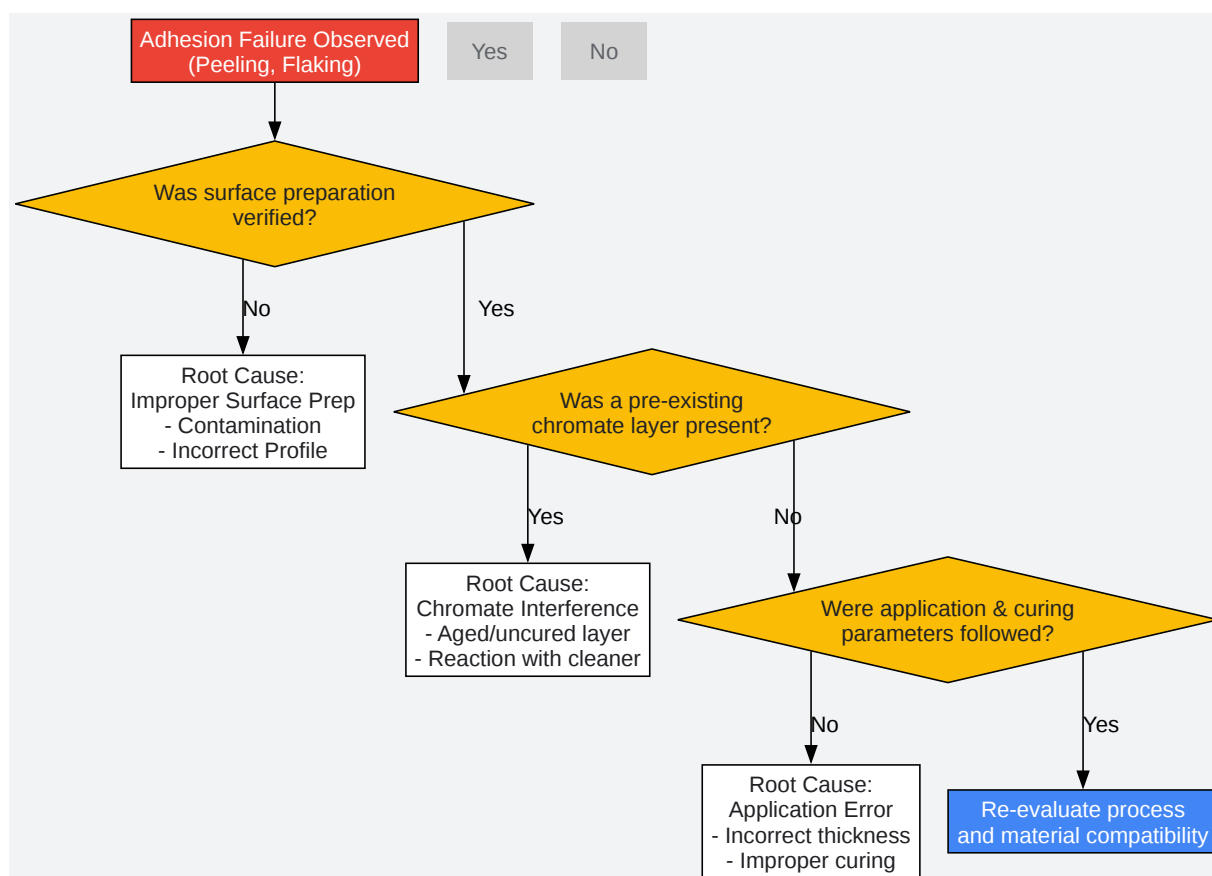 Adhesion Failure Observed
(Peeling, Flaking)
Yes
No
Was surface preparation
verified?
No
Yes
Root Cause:
Improper Surface Prep
- Contamination
- Incorrect Profile
Was a pre-existing
chromate layer present?
Yes
No
Root Cause:
Chromate Interference
- Aged/uncured layer
- Reaction with cleaner
Were application & curing
parameters followed?
No
Yes
Root Cause:
Application Error
- Incorrect thickness
- Improper curing
Re-evaluate process
and material compatibility